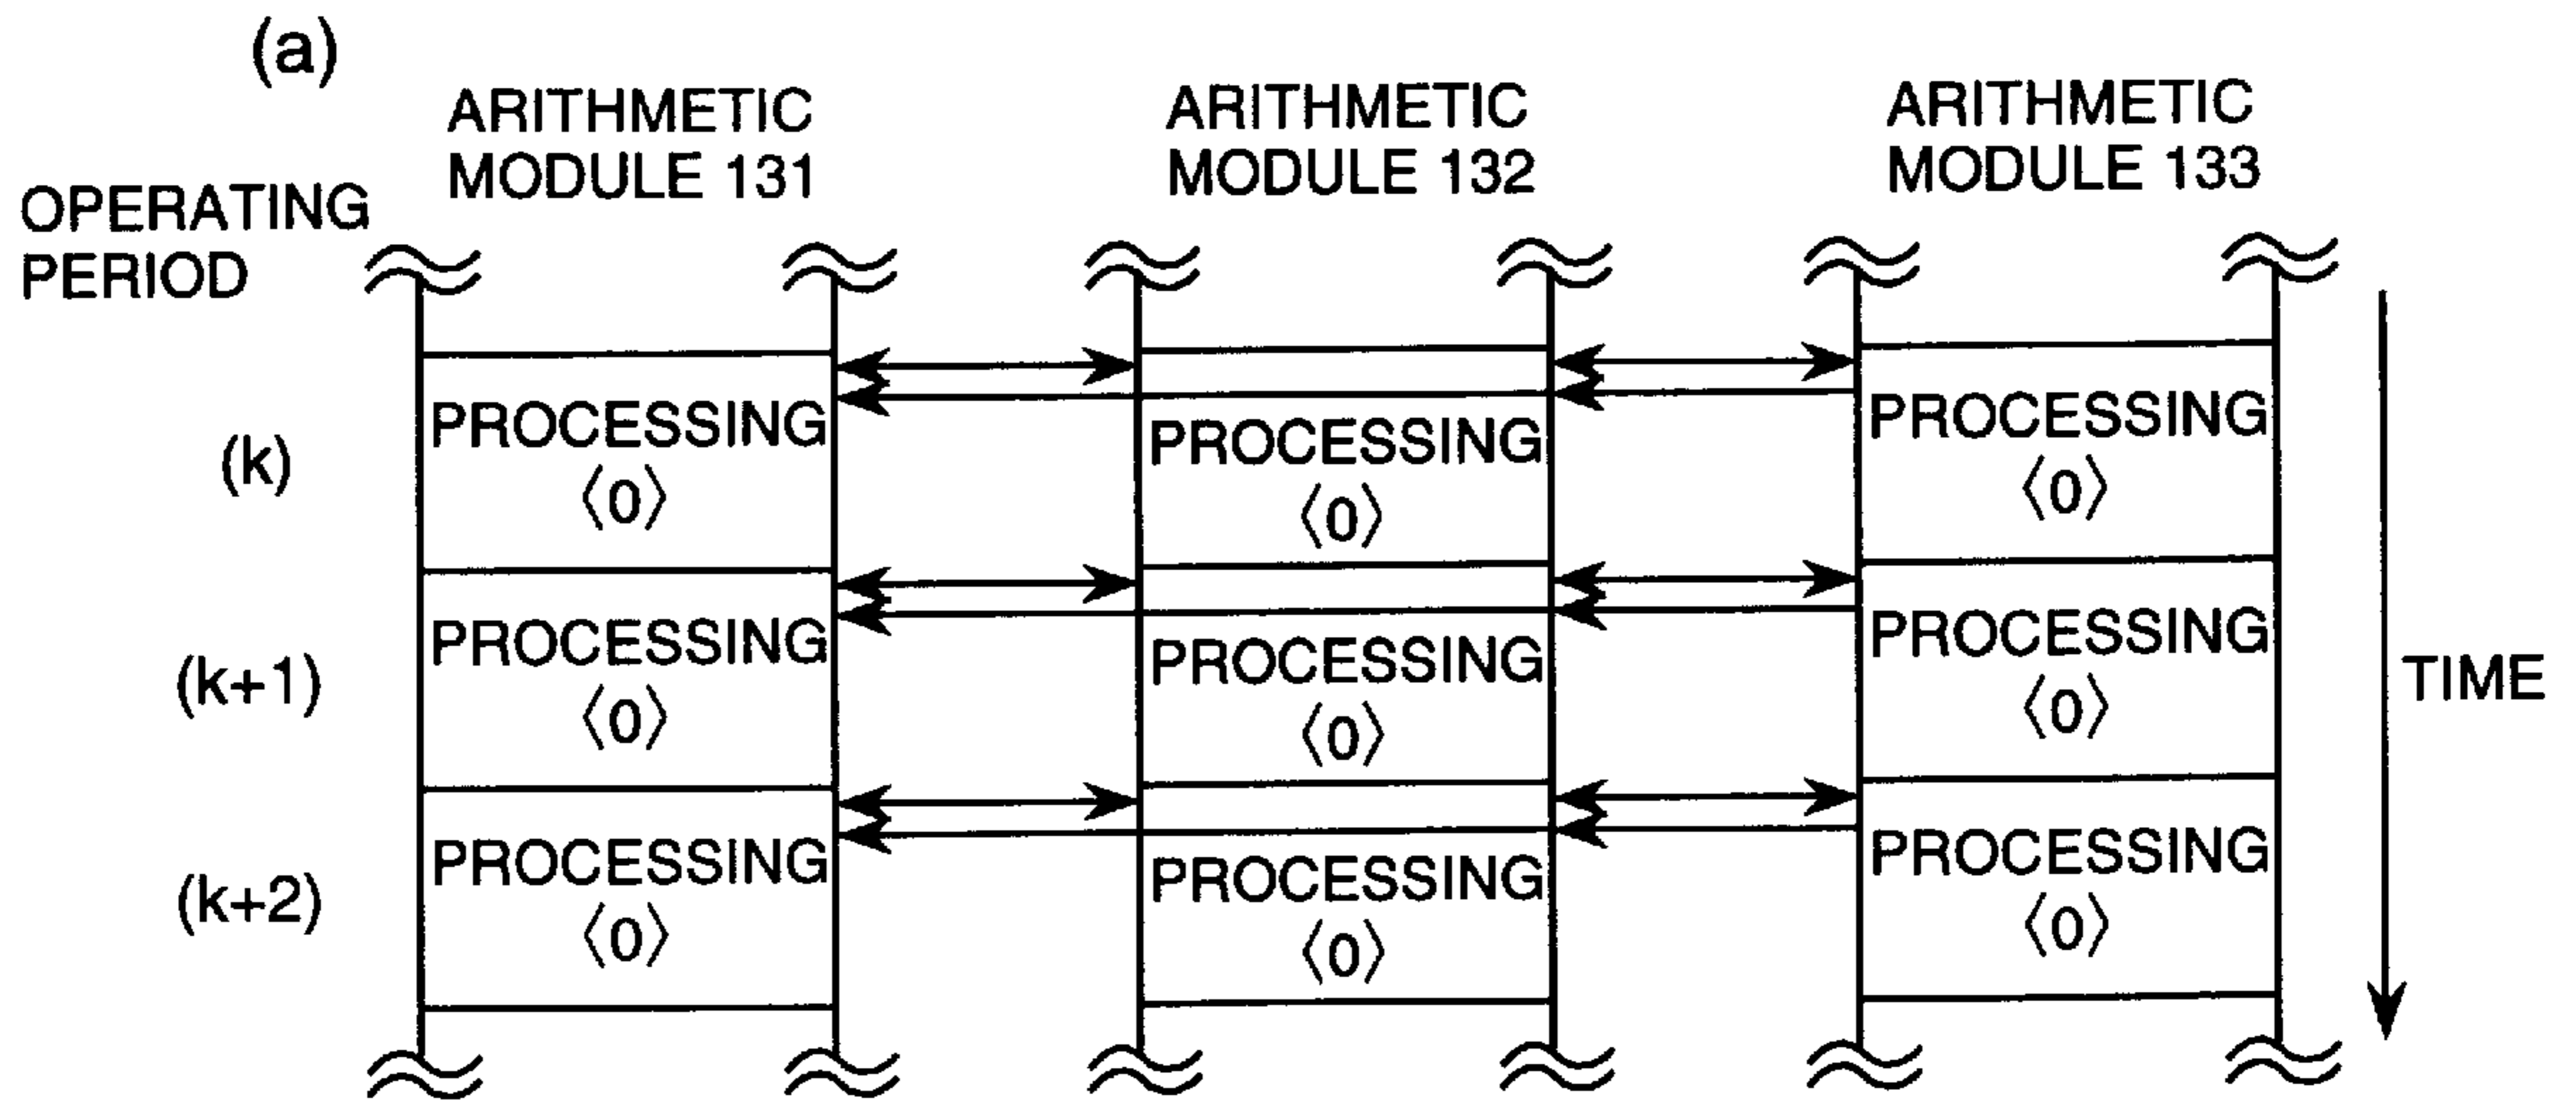 (a)
ARITHMETIC
MODULE 131
ARITHMETIC
MODULE 132
ARITHMETIC
MODULE 133
OPERATING
PERIOD
(k)
PROCESSING
⟨0⟩
PROCESSING
⟨0⟩
PROCESSING
⟨0⟩
(k+1)
PROCESSING
⟨0⟩
PROCESSING
⟨0⟩
PROCESSING
⟨0⟩
TIME
(k+2)
PROCESSING
⟨0⟩
PROCESSING
⟨0⟩
PROCESSING
⟨0⟩